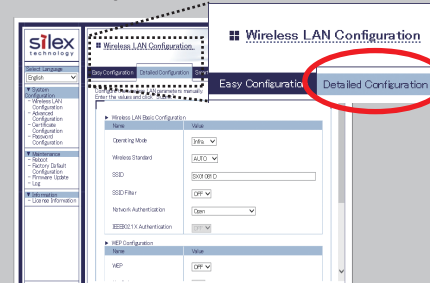 silex
technology
Select Language
English
▼ System
Configuration
- Wireless LAN
Configuration
- Advanced
Configuration
- Certificate
Configuration
- Password
Configuration
▼ Maintenance
- Reboot
- Factory Default
Configuration
- Firmware Update
- Log
▼ Information
- License Information
Wireless LAN Configuration
Easy Configuration
Detailed Configuration
Enter the values and click
▶ Wireless LAN Basic Configuration
Name
Value
Operating Mode
Infra
Wireless Standard
AUTO
SSID
SSID Filter
OFF
Network Authentication
Open
IEEE802.1X Authentication
OFF
▶ WEP Configuration
Name
Value
WEP
OFF
Wireless LAN Configuration
Easy Configuration
Detailed Configuration